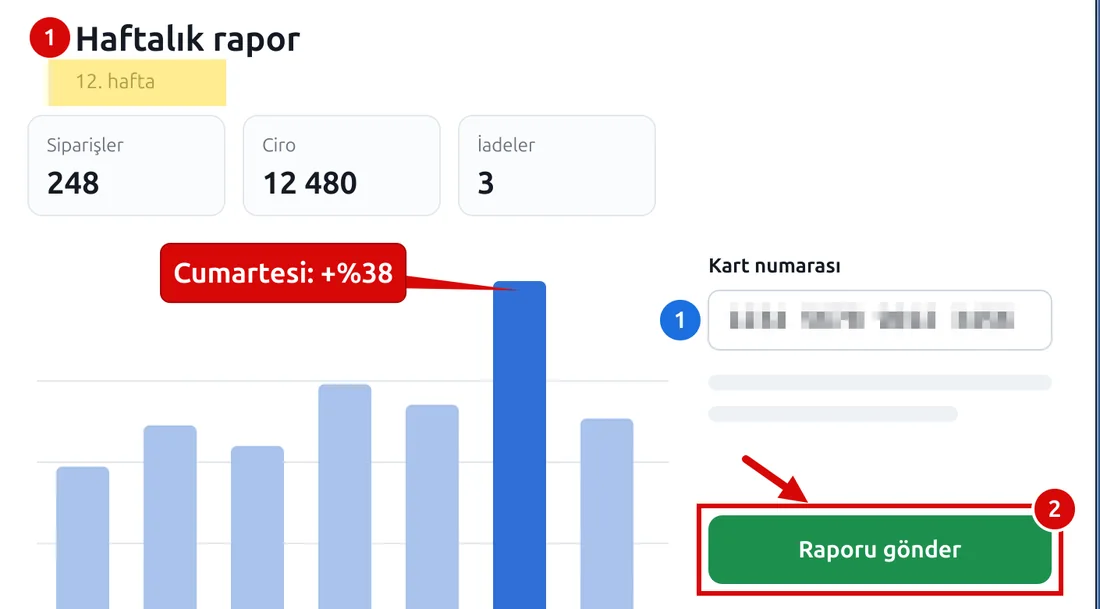 1
Haftalık rapor
12. hafta
Siparişler
248
Ciro
12 480
İadeler
3
Cumartesi: +%38
Kart numarası
1
2
Raporu gönder